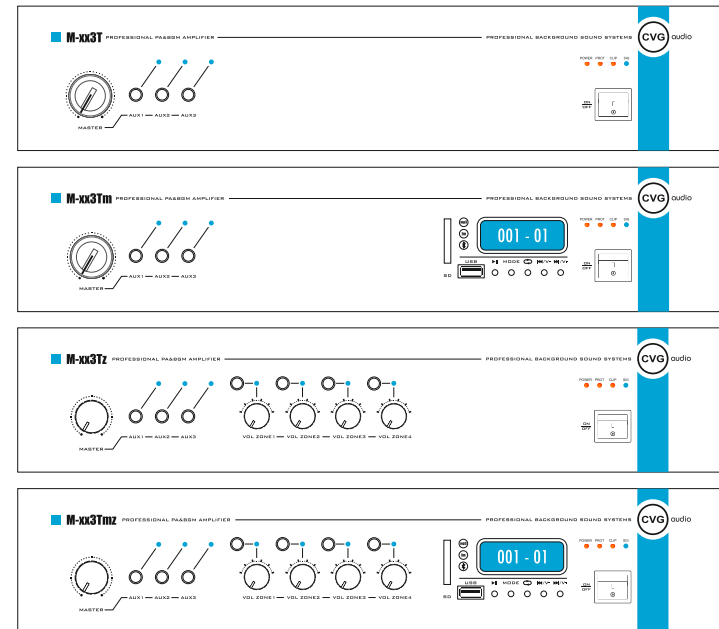 M-xx3T PROFESSIONAL PA&BGM AMPLIFIER PROFESSIONAL BACKGROUND SOUND SYSTEMS CVG audio
POWER PROT CLIP SIG
ON
OFF
MASTER AUX1 AUX2 AUX3
M-xx3Tm PROFESSIONAL PA&BGM AMPLIFIER PROFESSIONAL BACKGROUND SOUND SYSTEMS CVG audio
POWER PROT CLIP SIG
001 - 01
USB MODE
ON
OFF
SD
MASTER AUX1 AUX2 AUX3
M-xx3Tz PROFESSIONAL PA&BGM AMPLIFIER PROFESSIONAL BACKGROUND SOUND SYSTEMS CVG audio
POWER PROT CLIP SIG
ON
OFF
MASTER AUX1 AUX2 AUX3 VOL ZONE1 VOL ZONE2 VOL ZONE3 VOL ZONE4
M-xx3Tmz PROFESSIONAL PA&BGM AMPLIFIER PROFESSIONAL BACKGROUND SOUND SYSTEMS CVG audio
POWER PROT CLIP SIG
001 - 01
USB MODE
ON
OFF
SD
MASTER AUX1 AUX2 AUX3 VOL ZONE1 VOL ZONE2 VOL ZONE3 VOL ZONE4